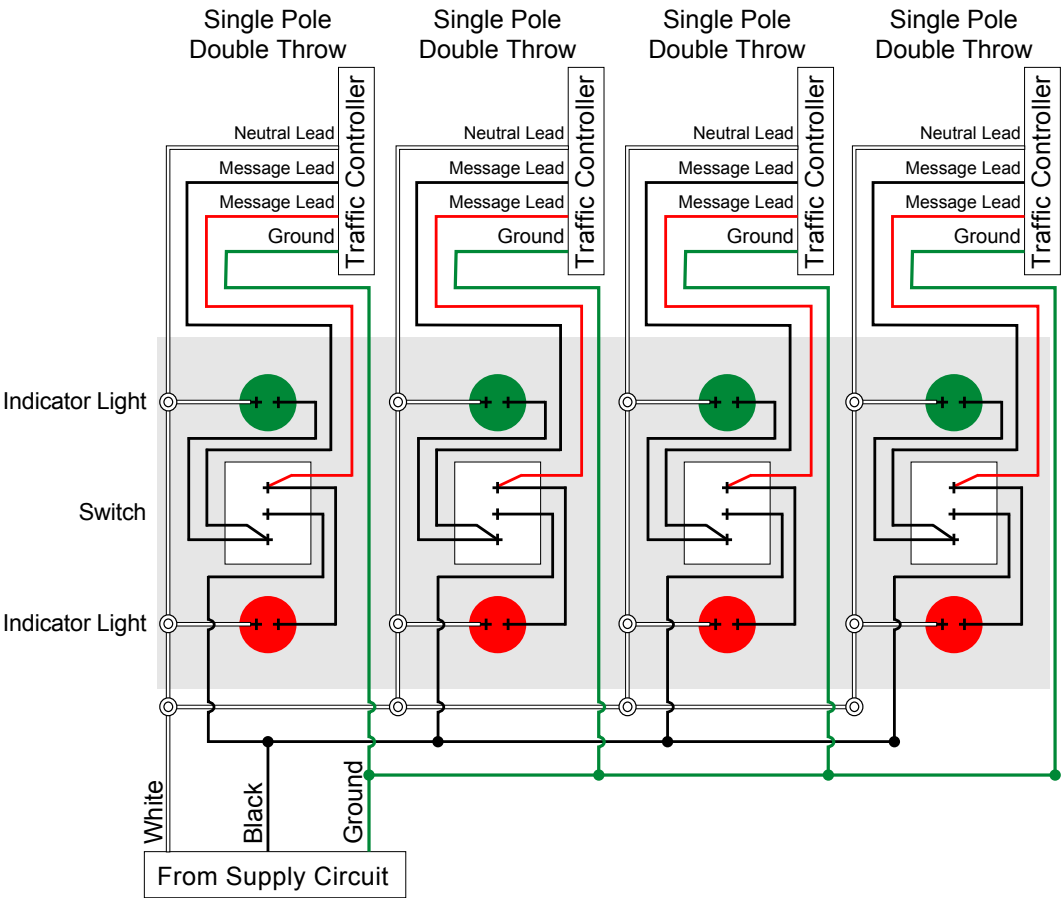 Single Pole
Double Throw
Single Pole
Double Throw
Single Pole
Double Throw
Single Pole
Double Throw
Neutral Lead
Message Lead
Message Lead
Ground
Traffic Controller
Neutral Lead
Message Lead
Message Lead
Ground
Traffic Controller
Neutral Lead
Message Lead
Message Lead
Ground
Traffic Controller
Neutral Lead
Message Lead
Message Lead
Ground
Traffic Controller
Indicator Light
Switch
Indicator Light
White
Black
Ground
From Supply Circuit